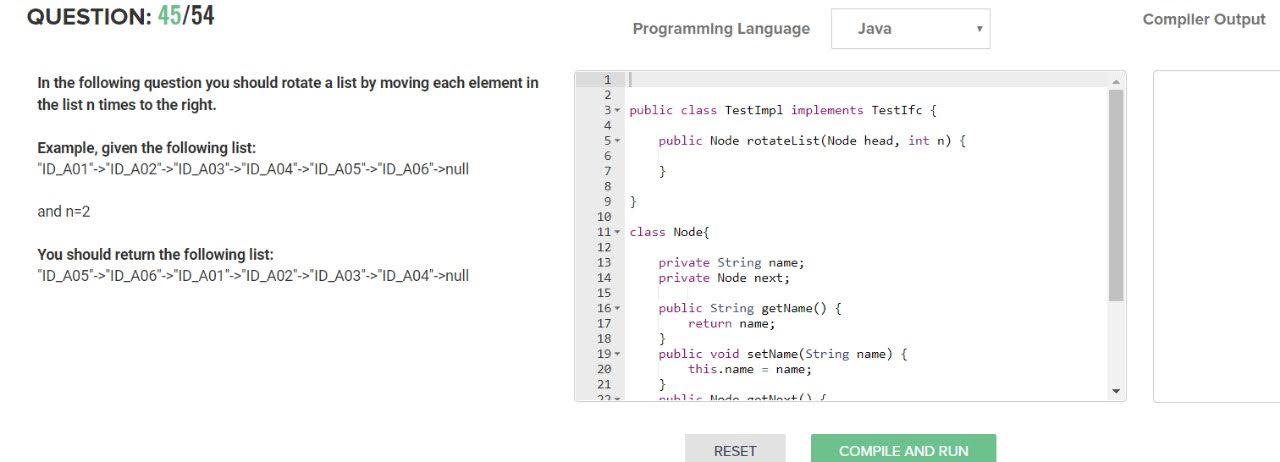 QUESTION: 45/54
Programming Language
Java
Compiler Output
In the following question you should rotate a list by moving each element in
the list n times to the right.
Example, given the following list:
"ID_A01"->"ID_A02"->"ID_A03"->"ID_A04"->"ID_A05"->"ID_A06"->null
and n=2
You should return the following list:
"ID_A05"->"ID_A06"->"ID_A01"->"ID_A02"->"ID_A03"->"ID_A04"->null
1
2
3 public class TestImpl implements TestIfc {
4
5 public Node rotateList(Node head, int n) {
6
7 }
8
9 }
10
11 class Node{
12
13 private String name;
14 private Node next;
15
16 public String getName() {
17 return name;
18 }
19 public void setName(String name) {
20 this.name = name;
21 }
22 public Node getNext() {
RESET
COMPILE AND RUN